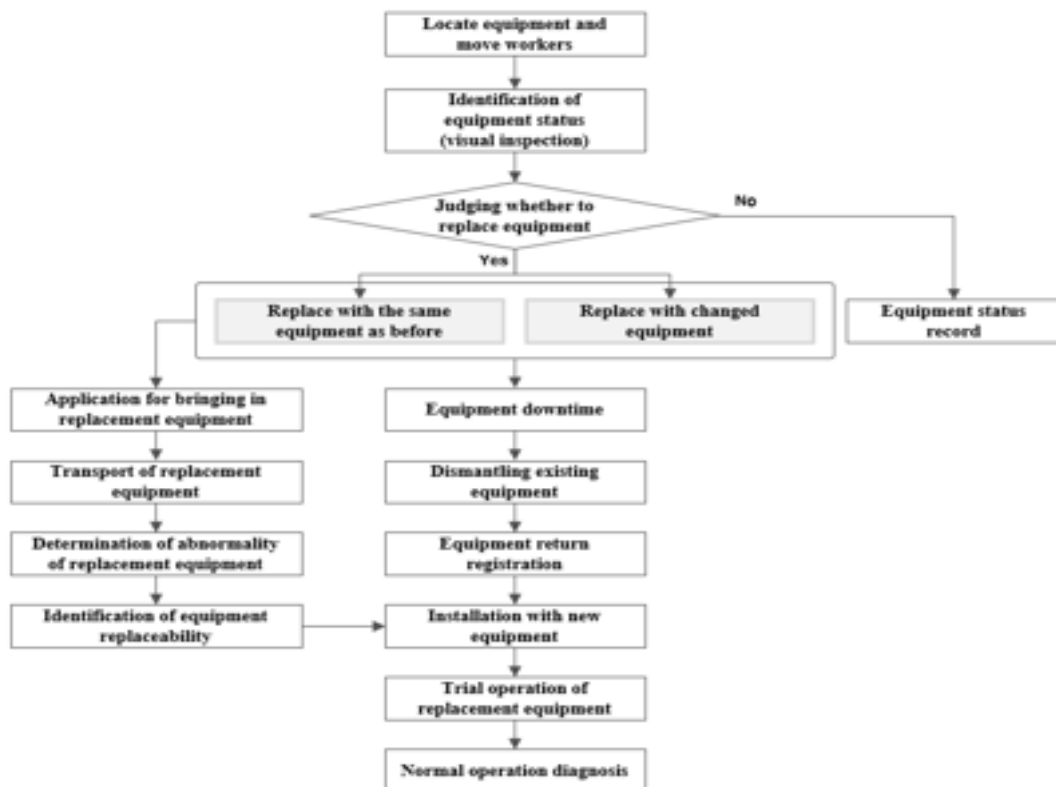 Locate equipment and
move workers
Identification of
equipment status
(visual inspection)
Judging whether to
replace equipment
No
Yes
Replace with the same
equipment as before
Replace with changed
equipment
Equipment status
record
Application for bringing in
replacement equipment
Equipment downtime
Transport of replacement
equipment
Dismantling existing
equipment
Determination of abnormality
of replacement equipment
Equipment return
registration
Identification of equipment
replaceability
Installation with new
equipment
Trial operation of
replacement equipment
Normal operation diagnosis